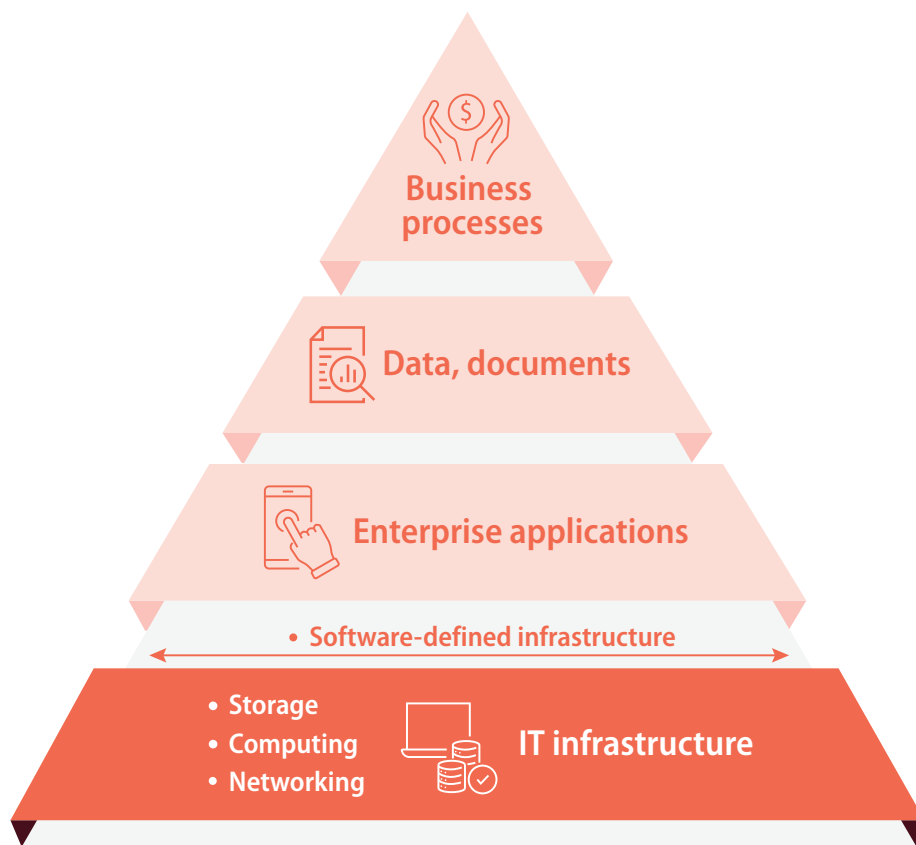 $
Business
processes
Data, documents
Enterprise applications
• Software-defined infrastructure
• Storage
• Computing
• Networking
IT infrastructure